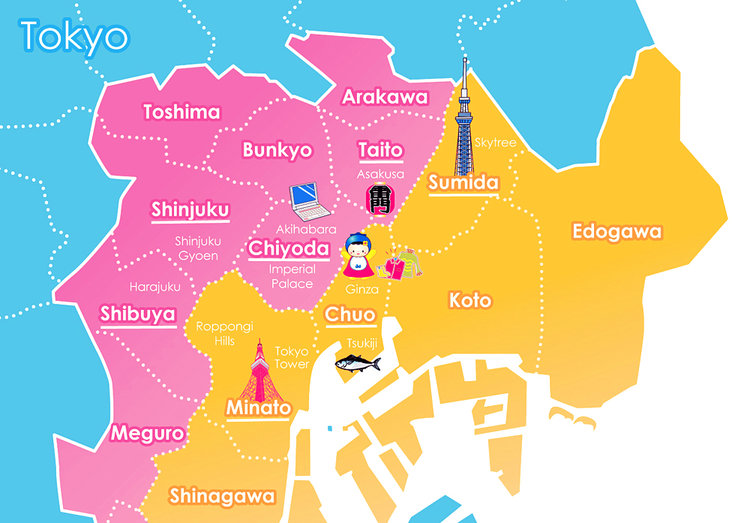 Tokyo
Arakawa
Toshima
Bunkyo
Taito
Skytree
Asakusa
Sumida
Shinjuku
Akihabara
Edogawa
Shinjuku
Gyoen
Chiyoda
Imperial
Palace
Harajuku
Ginza
Koto
Shibuya
Chuo
Roppongi
Hills
Tokyo
Tower
Tsukiji
Minato
Meguro
Shinagawa